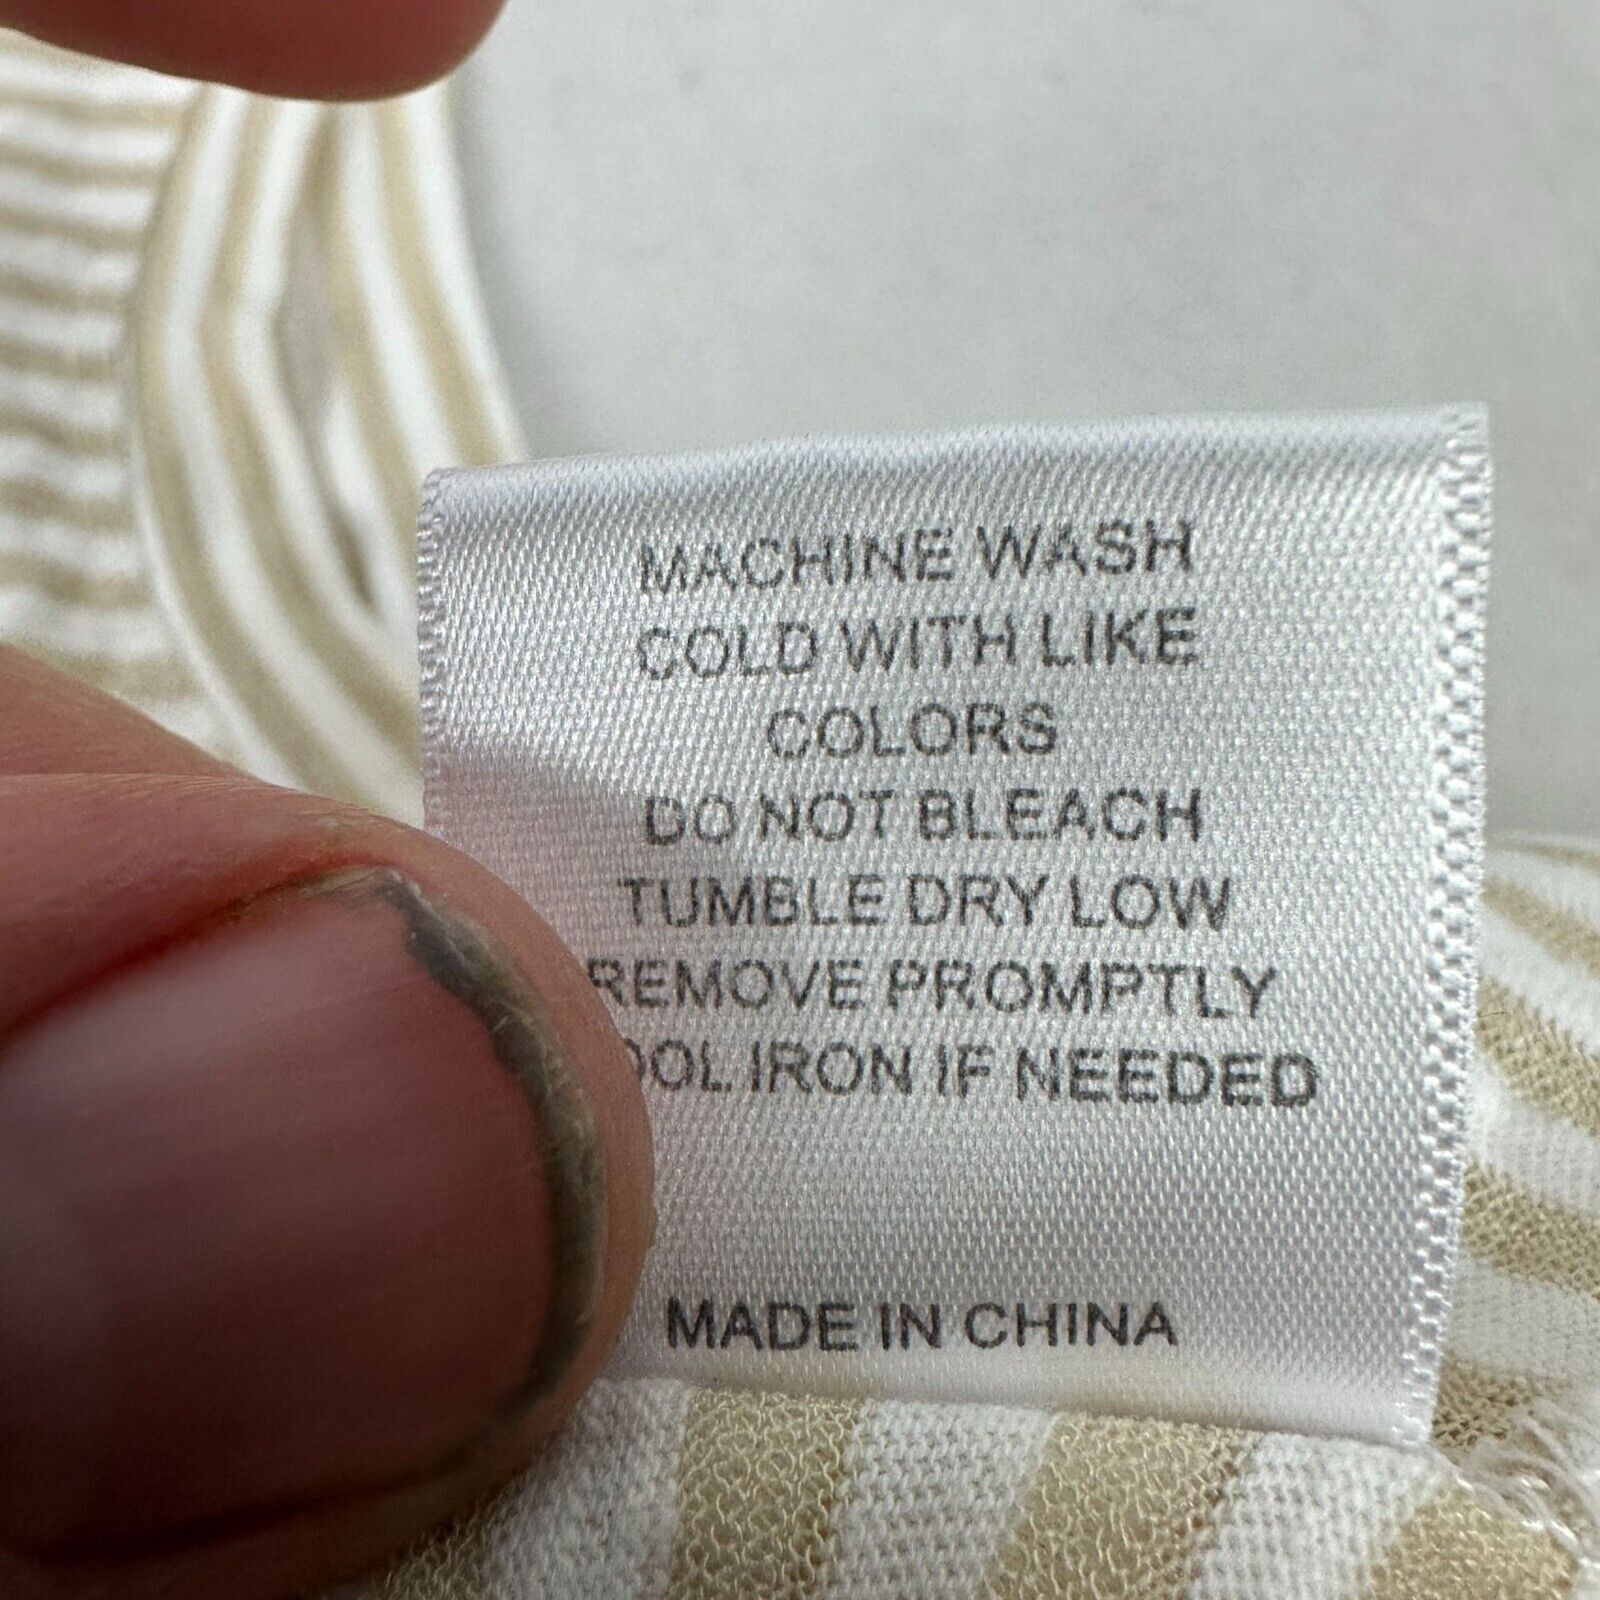 MACHINE WASH
COLD WITH LIKE
COLORS
DO NOT BLEACH
TUMBLE DRY LOW
REMOVE PROMPTLY
OOL IRON IF NEEDED
MADE IN CHINA